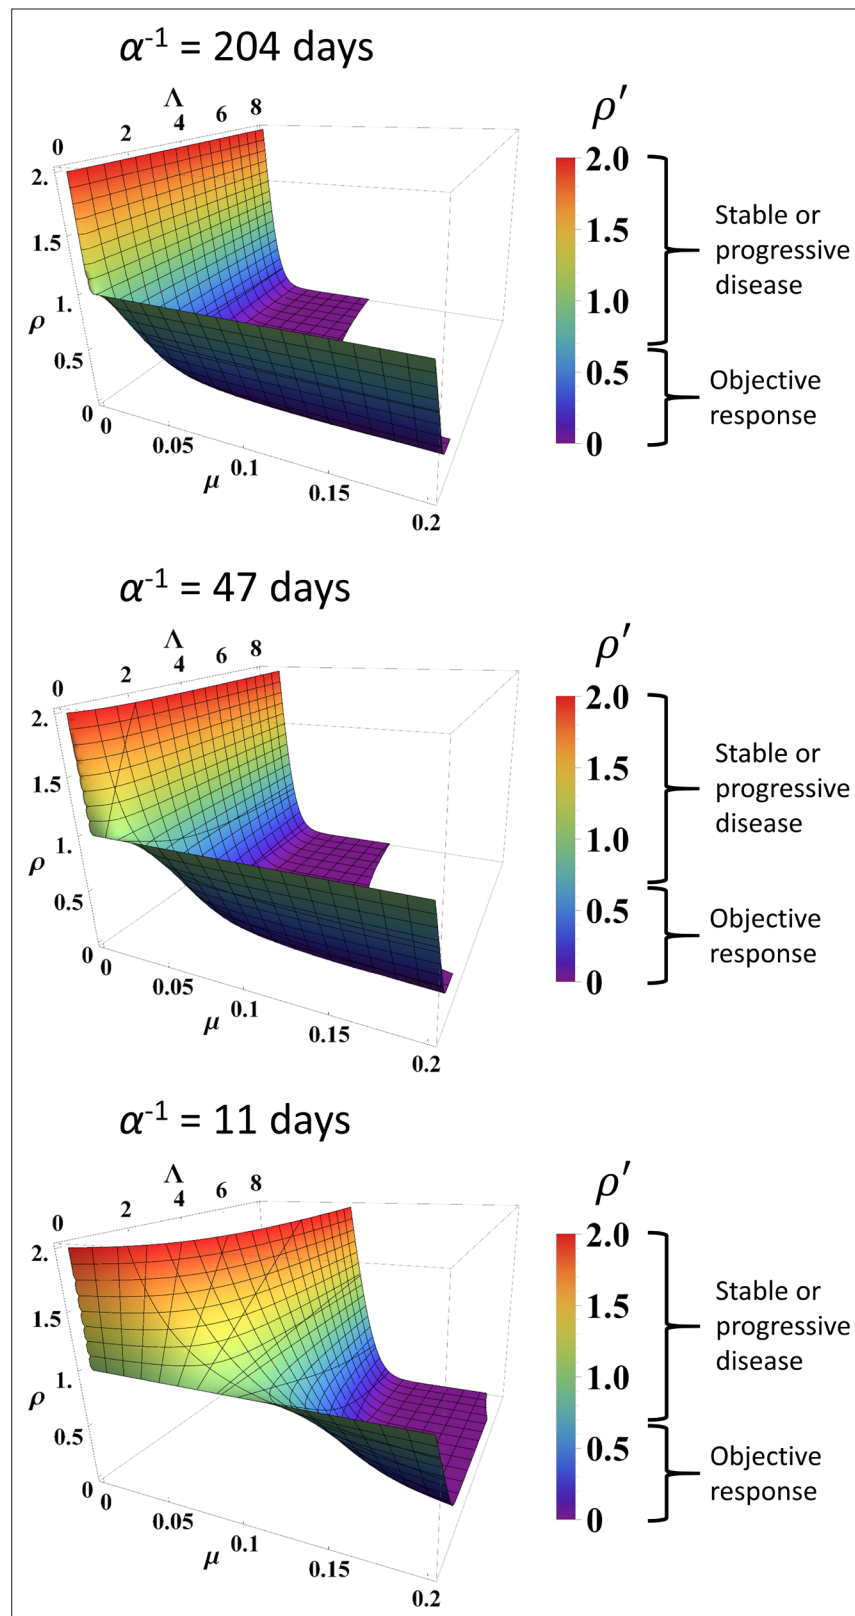 α-1 = 204 days
Λ
0 2 4 6 8
2.
1.5
1.
ρ
0.5
0
0 0.05 0.1 0.15 0.2
μ
ρ′
2.0
1.5
1.0
0.5
0
Stable or
progressive
disease
Objective
response
α-1 = 47 days
Λ
0 2 4 6 8
2.
1.5
1.
ρ
0.5
0
0 0.05 0.1 0.15 0.2
μ
ρ′
2.0
1.5
1.0
0.5
0
Stable or
progressive
disease
Objective
response
α-1 = 11 days
Λ
0 2 4 6 8
2.
1.5
1.
ρ
0.5
0
0 0.05 0.1 0.15 0.2
μ
ρ′
2.0
1.5
1.0
0.5
0
Stable or
progressive
disease
Objective
response